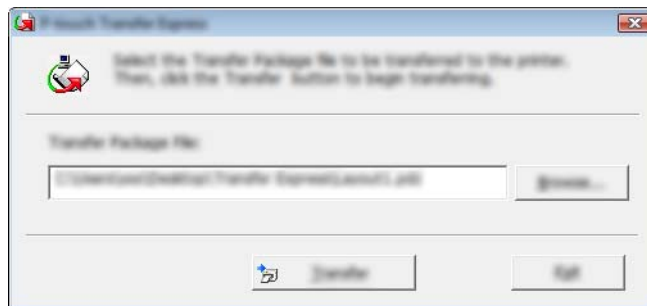 P-touch Transfer Express
Select the Transfer Package file to be transferred to the printer.
Then, click the Transfer button to begin transferring.
Transfer Package File:
Browse...
Transfer
Exit